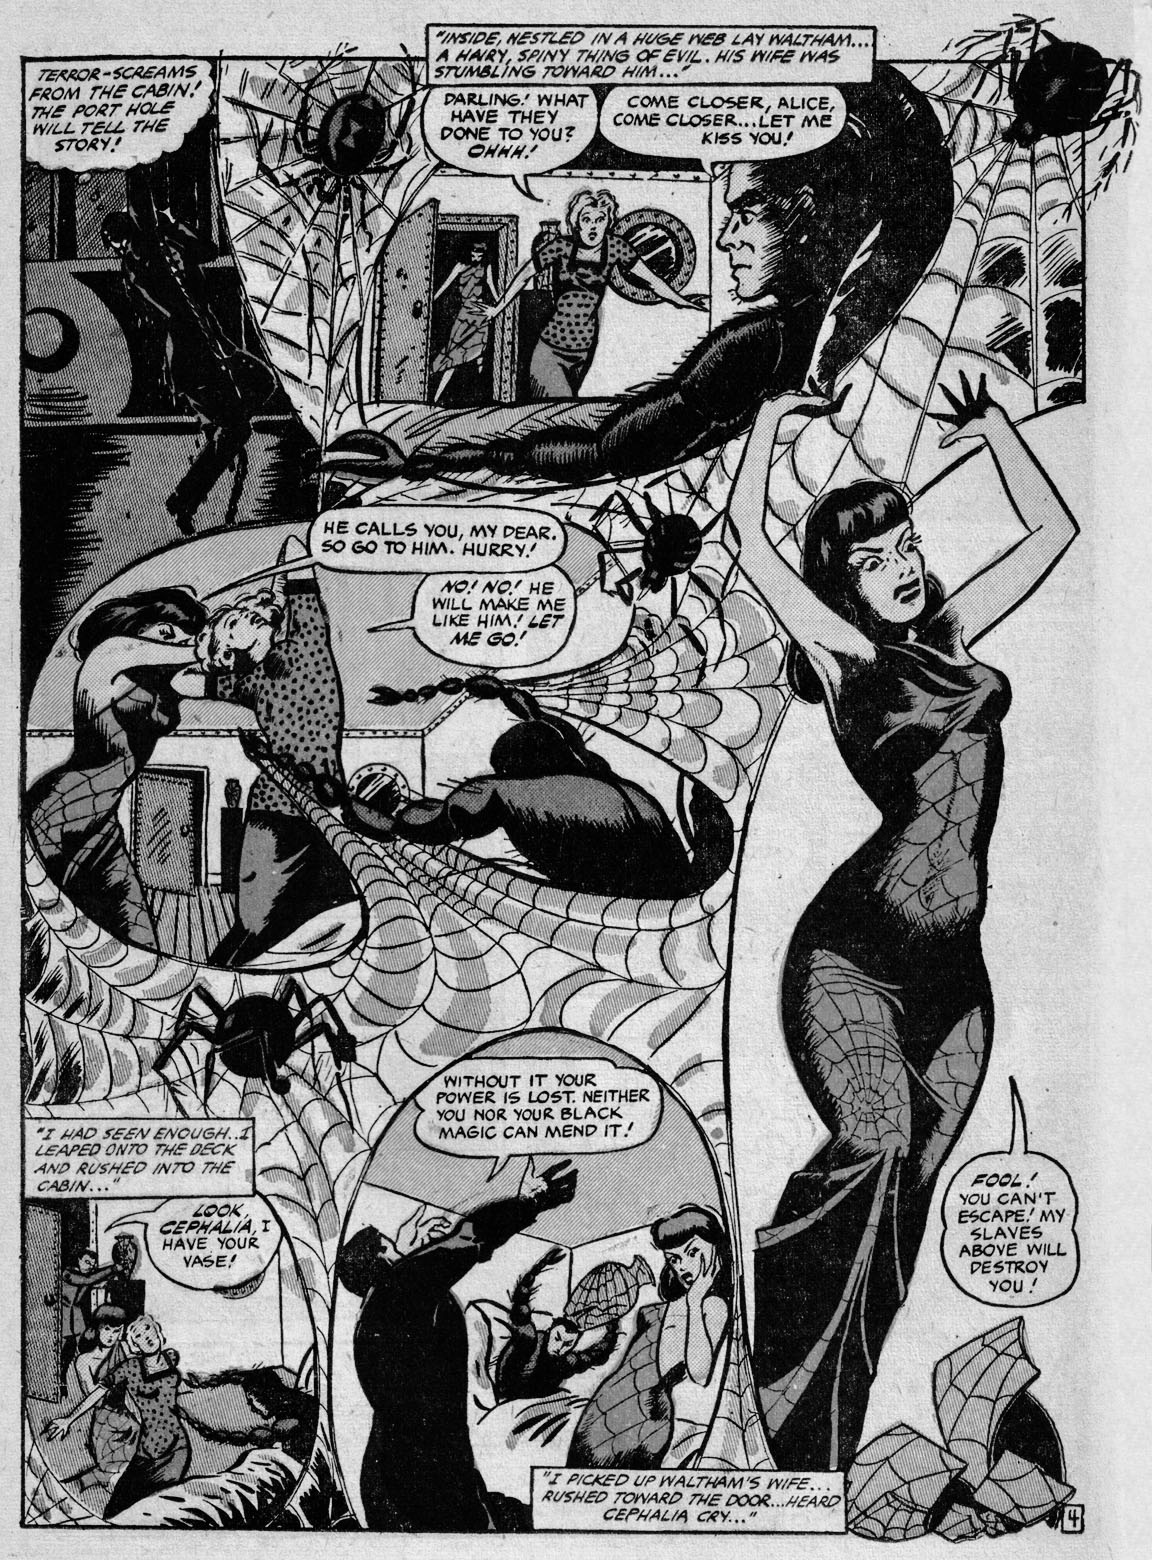 TERROR-SCREAMS
FROM THE CABIN!
THE PORT HOLE
WILL TELL THE
STORY!
"INSIDE, NESTLED IN A HUGE WEB LAY WALTHAM....
A HAIRY, SPINY THING OF EVIL. HIS WIFE WAS
STUMBLING TOWARD HIM..."
DARLING! WHAT
HAVE THEY
DONE TO YOU?
OHHH!
COME CLOSER, ALICE,
COME CLOSER...LET ME
KISS YOU!
HE CALLS YOU, MY DEAR.
SO GO TO HIM. HURRY!
NO! NO! HE
WILL MAKE ME
LIKE HIM! LET
ME GO!
"I HAD SEEN ENOUGH..I
LEAPED ONTO THE DECK
AND RUSHED INTO THE
CABIN..."
LOOK,
CEPHALIA, I
HAVE YOUR
VASE!
WITHOUT IT YOUR
POWER IS LOST. NEITHER
YOU NOR YOUR BLACK
MAGIC CAN MEND IT!
"I PICKED UP WALTHAM'S WIFE...
RUSHED TOWARD THE DOOR...HEARD
CEPHALIA CRY..."
FOOL!
YOU CAN'T
ESCAPE! MY
SLAVES
ABOVE WILL
DESTROY
YOU!
4